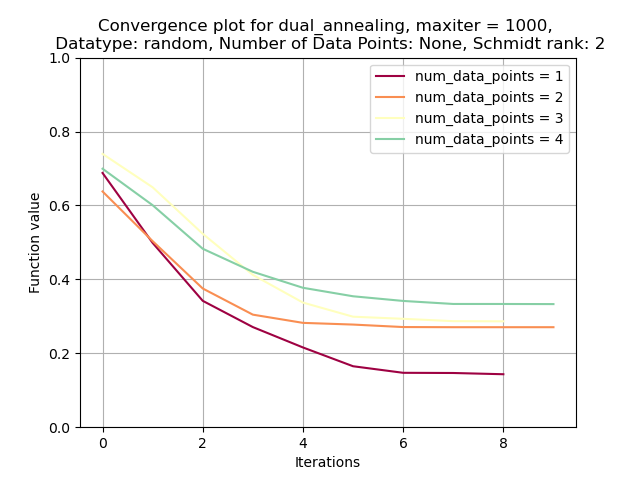 Convergence plot for dual_annealing, maxiter = 1000,
Datatype: random, Number of Data Points: None, Schmidt rank: 2
1.0
0.8
0.6
0.4
0.2
0.0
Function value
num_data_points = 1
num_data_points = 2
num_data_points = 3
num_data_points = 4
0 2 4 6 8
Iterations